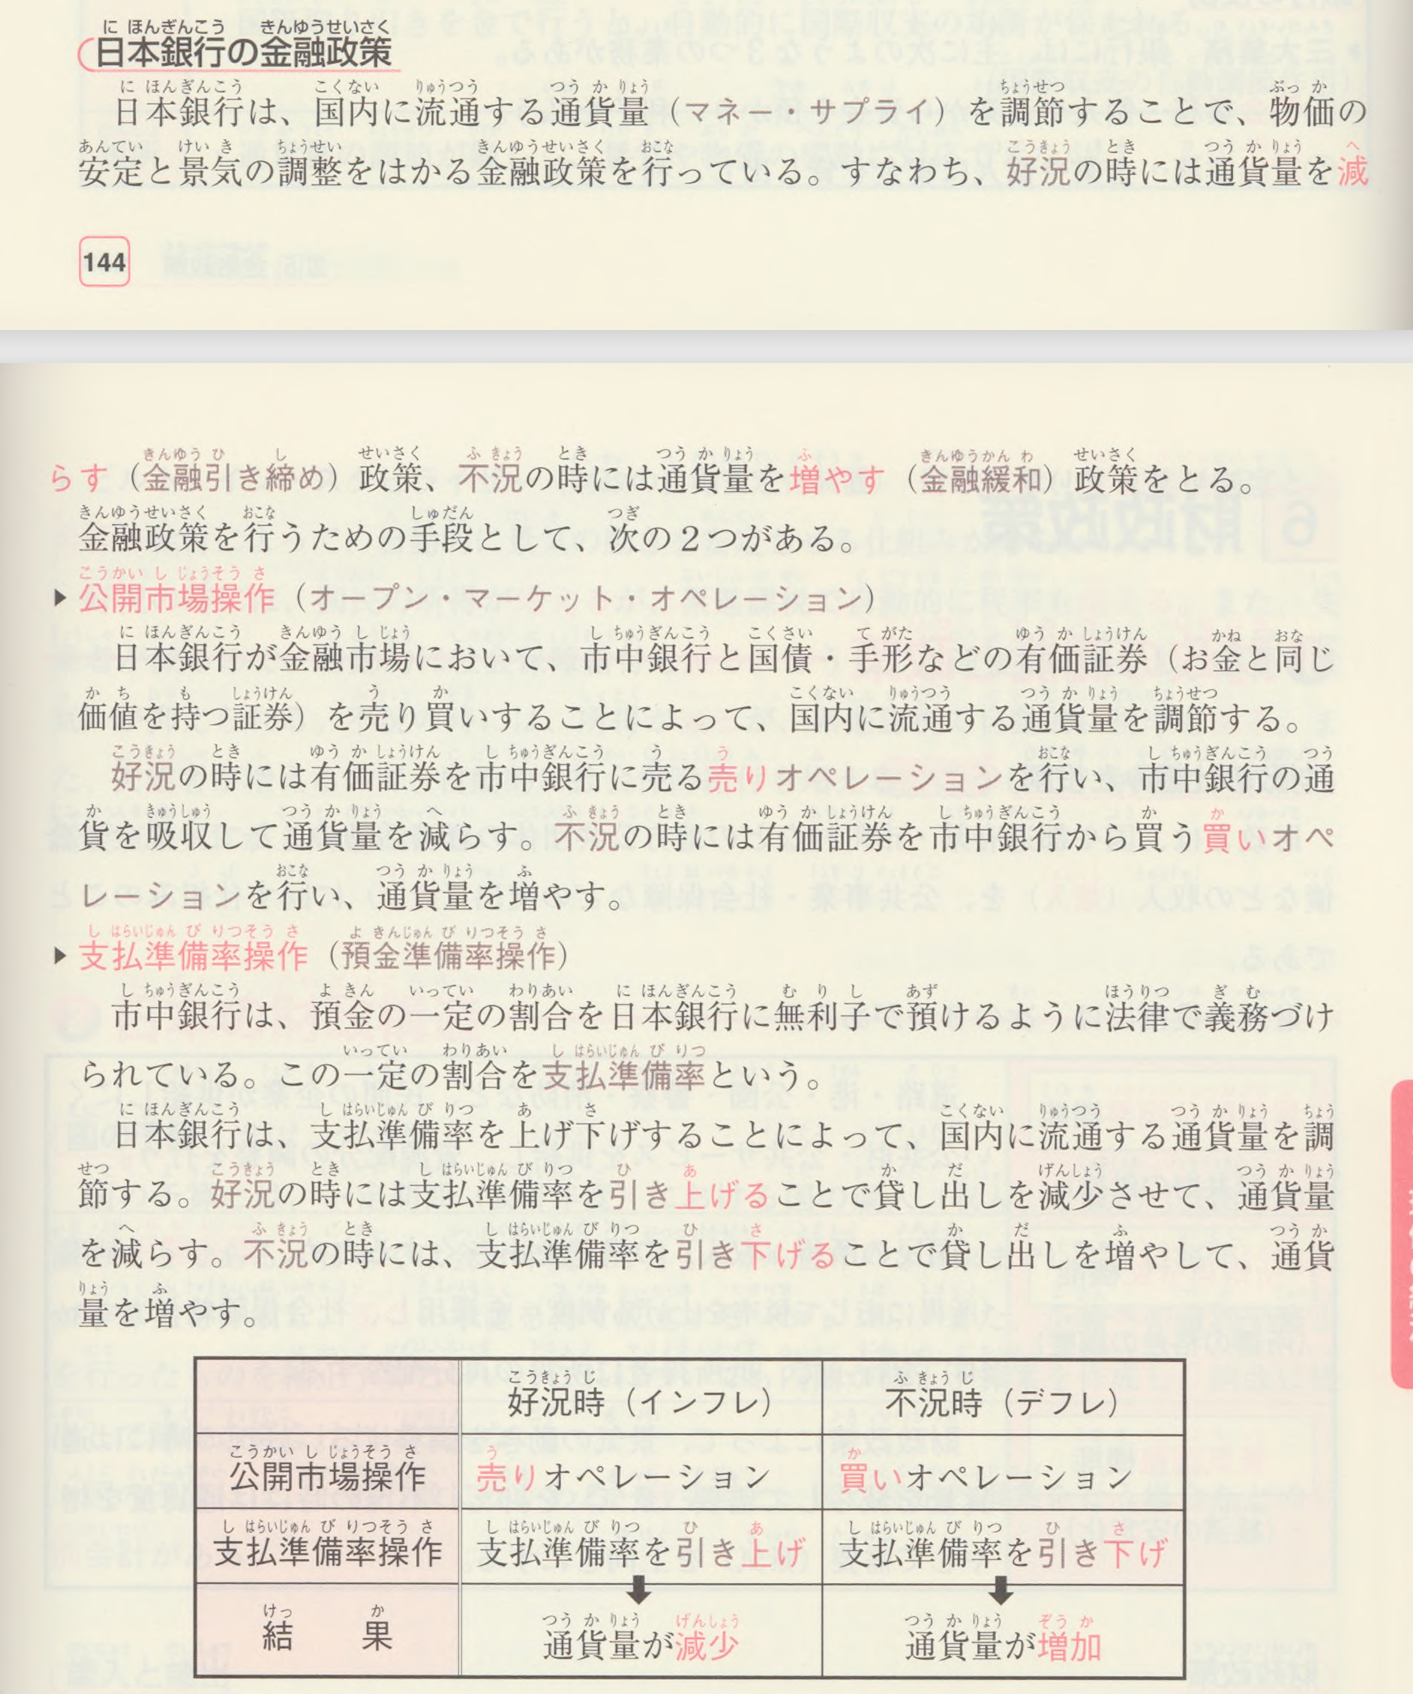 日本銀行の金融政策
日本銀行は、国内に流通する通貨量（マネー・サプライ）を調節することで、物価の
安定と景気の調整をはかる金融政策を行っている。すなわち、好況の時には通貨量を減
144
らす（金融引き締め）政策、不況の時には通貨量を増やす（金融緩和）政策をとる。
金融政策を行うための手段として、次の２つがある。
▶公開市場操作（オープン・マーケット・オペレーション）
日本銀行が金融市場において、市中銀行と国債・手形などの有価証券（お金と同じ
価値を持つ証券）を売り買いすることによって、国内に流通する通貨量を調節する。
好況の時には有価証券を市中銀行に売る売りオペレーションを行い、市中銀行の通
貨を吸収して通貨量を減らす。不況の時には有価証券を市中銀行から買う買いオペ
レーションを行い、通貨量を増やす。
▶支払準備率操作（預金準備率操作）
市中銀行は、預金の一定の割合を日本銀行に無利子で預けるように法律で義務づけ
られている。この一定の割合を支払準備率という。
日本銀行は、支払準備率を上げ下げすることによって、国内に流通する通貨量を調
節する。好況の時には支払準備率を引き上げることで貸し出しを減少させて、通貨量
を減らす。不況の時には、支払準備率を引き下げることで貸し出しを増やして、通貨
量を増やす。
好況時（インフレ） 不況時（デフレ）
公開市場操作 売りオペレーション 買いオペレーション
支払準備率操作 支払準備率を引き上げ 支払準備率を引き下げ
結果 通貨量が減少 通貨量が増加